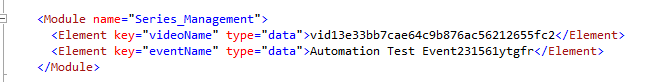 <Module name="Series_Management">
<Element key="videoName" type="data">vid13e33bb7cae64c9b876ac56212655fc2</Element>
<Element key="eventName" type="data">Automation Test Event231561ytgfr</Element>
</Module>